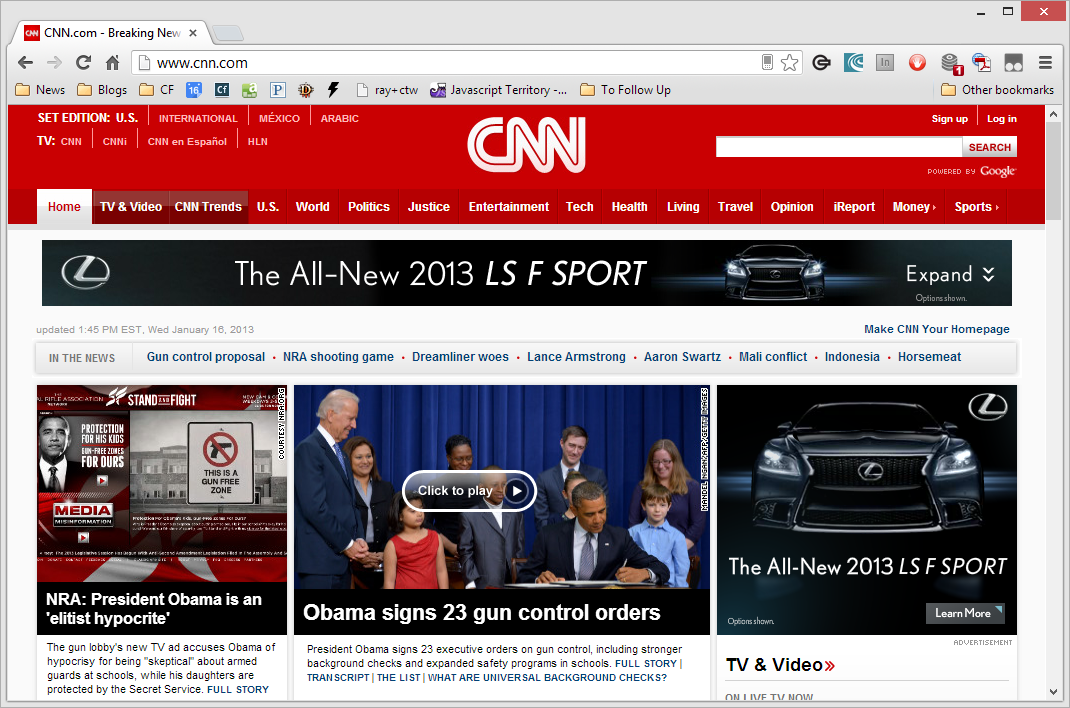 CNN.com - Breaking New
www.cnn.com
News
Blogs
CF
16
Cf
P
ray+ctw
Javascript Territory -...
To Follow Up
Other bookmarks
In
1
SET EDITION: U.S. INTERNATIONAL MÉXICO ARABIC
TV: CNN CNNi CNN en Español HLN
CNN
Sign up Log in
SEARCH
POWERED BY Google
Home TV & Video CNN Trends U.S. World Politics Justice Entertainment Tech Health Living Travel Opinion iReport Money Sports
The All-New 2013 LS F SPORT
Expand
Options shown.
updated 1:45 PM EST, Wed January 16, 2013
Make CNN Your Homepage
IN THE NEWS Gun control proposal • NRA shooting game • Dreamliner woes • Lance Armstrong • Aaron Swartz • Mali conflict • Indonesia • Horsemeat
RIFLE ASSOCIATION
STAND AND FIGHT
PROTECTION
FOR HIS KIDS
GUN-FREE ZONES
FOR OURS
MEDIA
MISINFORMATION
THIS IS A
GUN FREE
ZONE
COURTESY NRA.ORG
NRA: President Obama is an
'elitist hypocrite'
The gun lobby's new TV ad accuses Obama of
hypocrisy for being "skeptical" about armed
guards at schools, while his daughters are
protected by the Secret Service. FULL STORY
Click to play
MANDEL NGAN/AFP/GETTY IMAGES
Obama signs 23 gun control orders
President Obama signs 23 executive orders on gun control, including stronger
background checks and expanded safety programs in schools. FULL STORY |
TRANSCRIPT | THE LIST | WHAT ARE UNIVERSAL BACKGROUND CHECKS?
The All-New 2013 LS F SPORT
Options shown.
Learn More
ADVERTISEMENT
TV & Video»
ON LIVE TV NOW